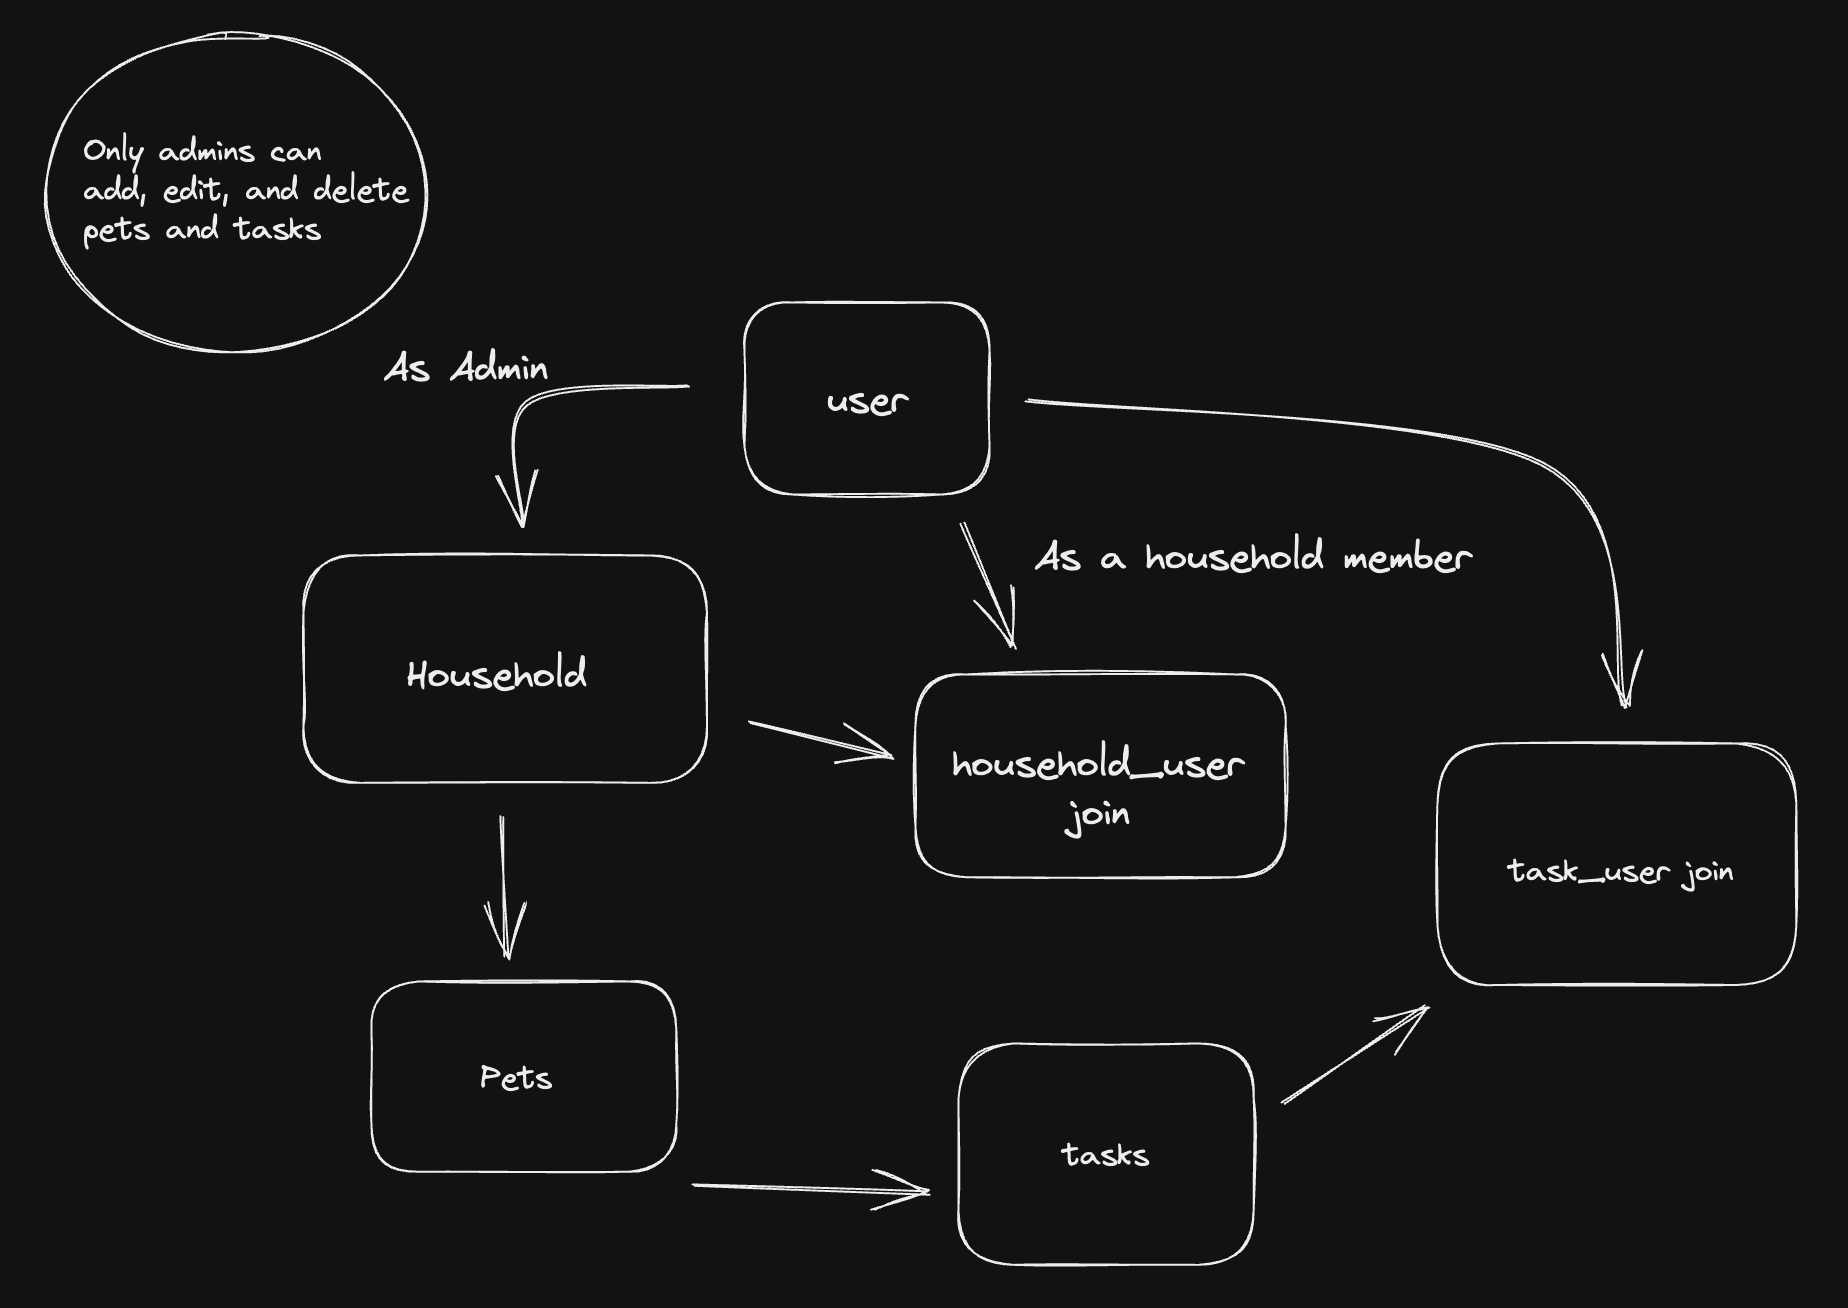 Only admins can
add, edit, and delete
pets and tasks
As Admin
user
As a household member
Household
household_user
join
task_user join
Pets
tasks